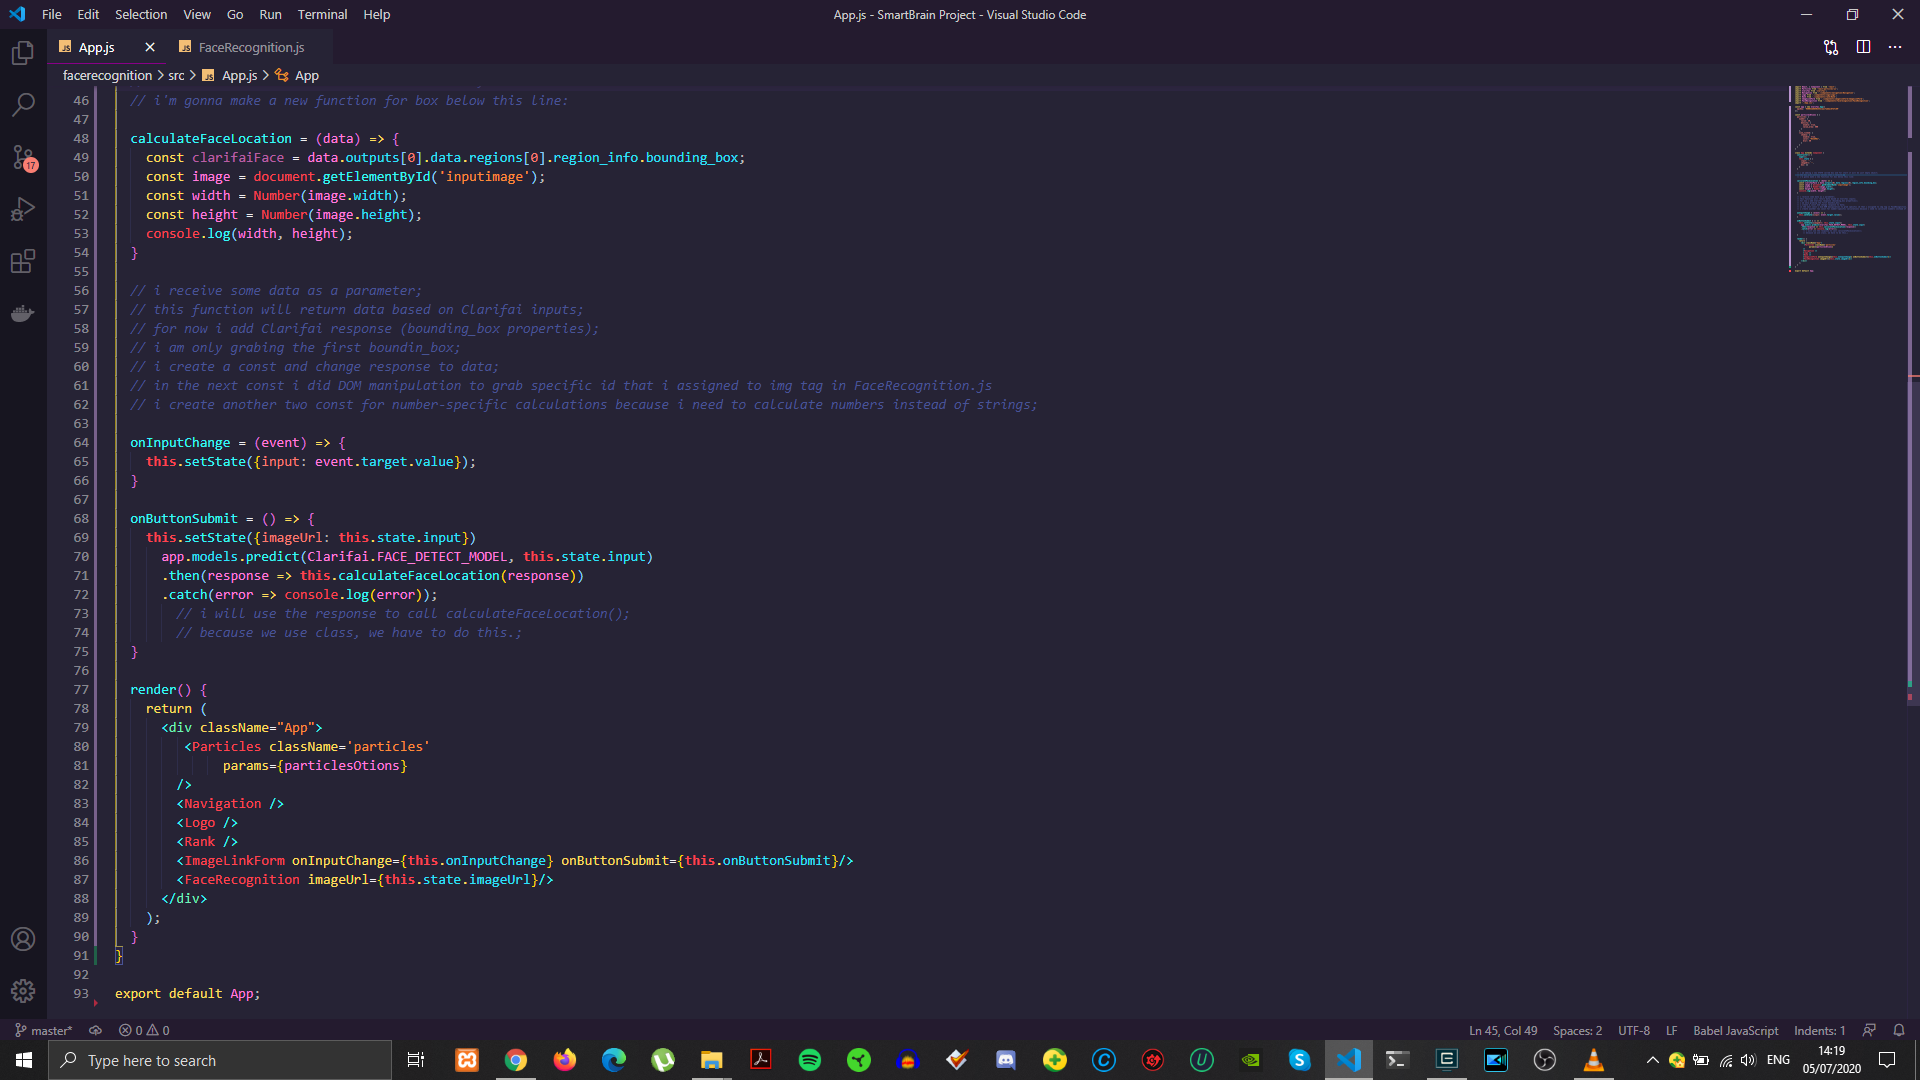 File Edit Selection View Go Run Terminal Help
App.js - SmartBrain Project - Visual Studio Code
JS App.js
JS FaceRecognition.js
facerecognition > src > JS App.js > App
46 // i'm gonna make a new function for box below this line:
47
48 calculateFaceLocation = (data) => {
49 const clarifaiFace = data.outputs[0].data.regions[0].region_info.bounding_box;
50 const image = document.getElementById('inputimage');
51 const width = Number(image.width);
52 const height = Number(image.height);
53 console.log(width, height);
54 }
55
56 // i receive some data as a parameter;
57 // this function will return data based on Clarifai inputs;
58 // for now i add Clarifai response (bounding_box properties);
59 // i am only grabing the first boundin_box;
60 // i create a const and change response to data;
61 // in the next const i did DOM manipulation to grab specific id that i assigned to img tag in FaceRecognition.js
62 // i create another two const for number-specific calculations because i need to calculate numbers instead of strings;
63
64 onInputChange = (event) => {
65 this.setState({input: event.target.value});
66 }
67
68 onButtonSubmit = () => {
69 this.setState({imageUrl: this.state.input})
70 app.models.predict(Clarifai.FACE_DETECT_MODEL, this.state.input)
71 .then(response => this.calculateFaceLocation(response))
72 .catch(error => console.log(error));
73 // i will use the response to call calculateFaceLocation();
74 // because we use class, we have to do this.;
75 }
76
77 render() {
78 return (
79 <div className="App">
80 <Particles className='particles'
81 params={particlesOtions}
82 />
83 <Navigation />
84 <Logo />
85 <Rank />
86 <ImageLinkForm onInputChange={this.onInputChange} onButtonSubmit={this.onButtonSubmit}/>
87 <FaceRecognition imageUrl={this.state.imageUrl}/>
88 </div>
89 );
90 }
91 }
92
93 export default App;
17
master* 0 0
Ln 45, Col 49 Spaces: 2 UTF-8 LF Babel JavaScript Indents: 1
Type here to search
ENG
14:19
05/07/2020